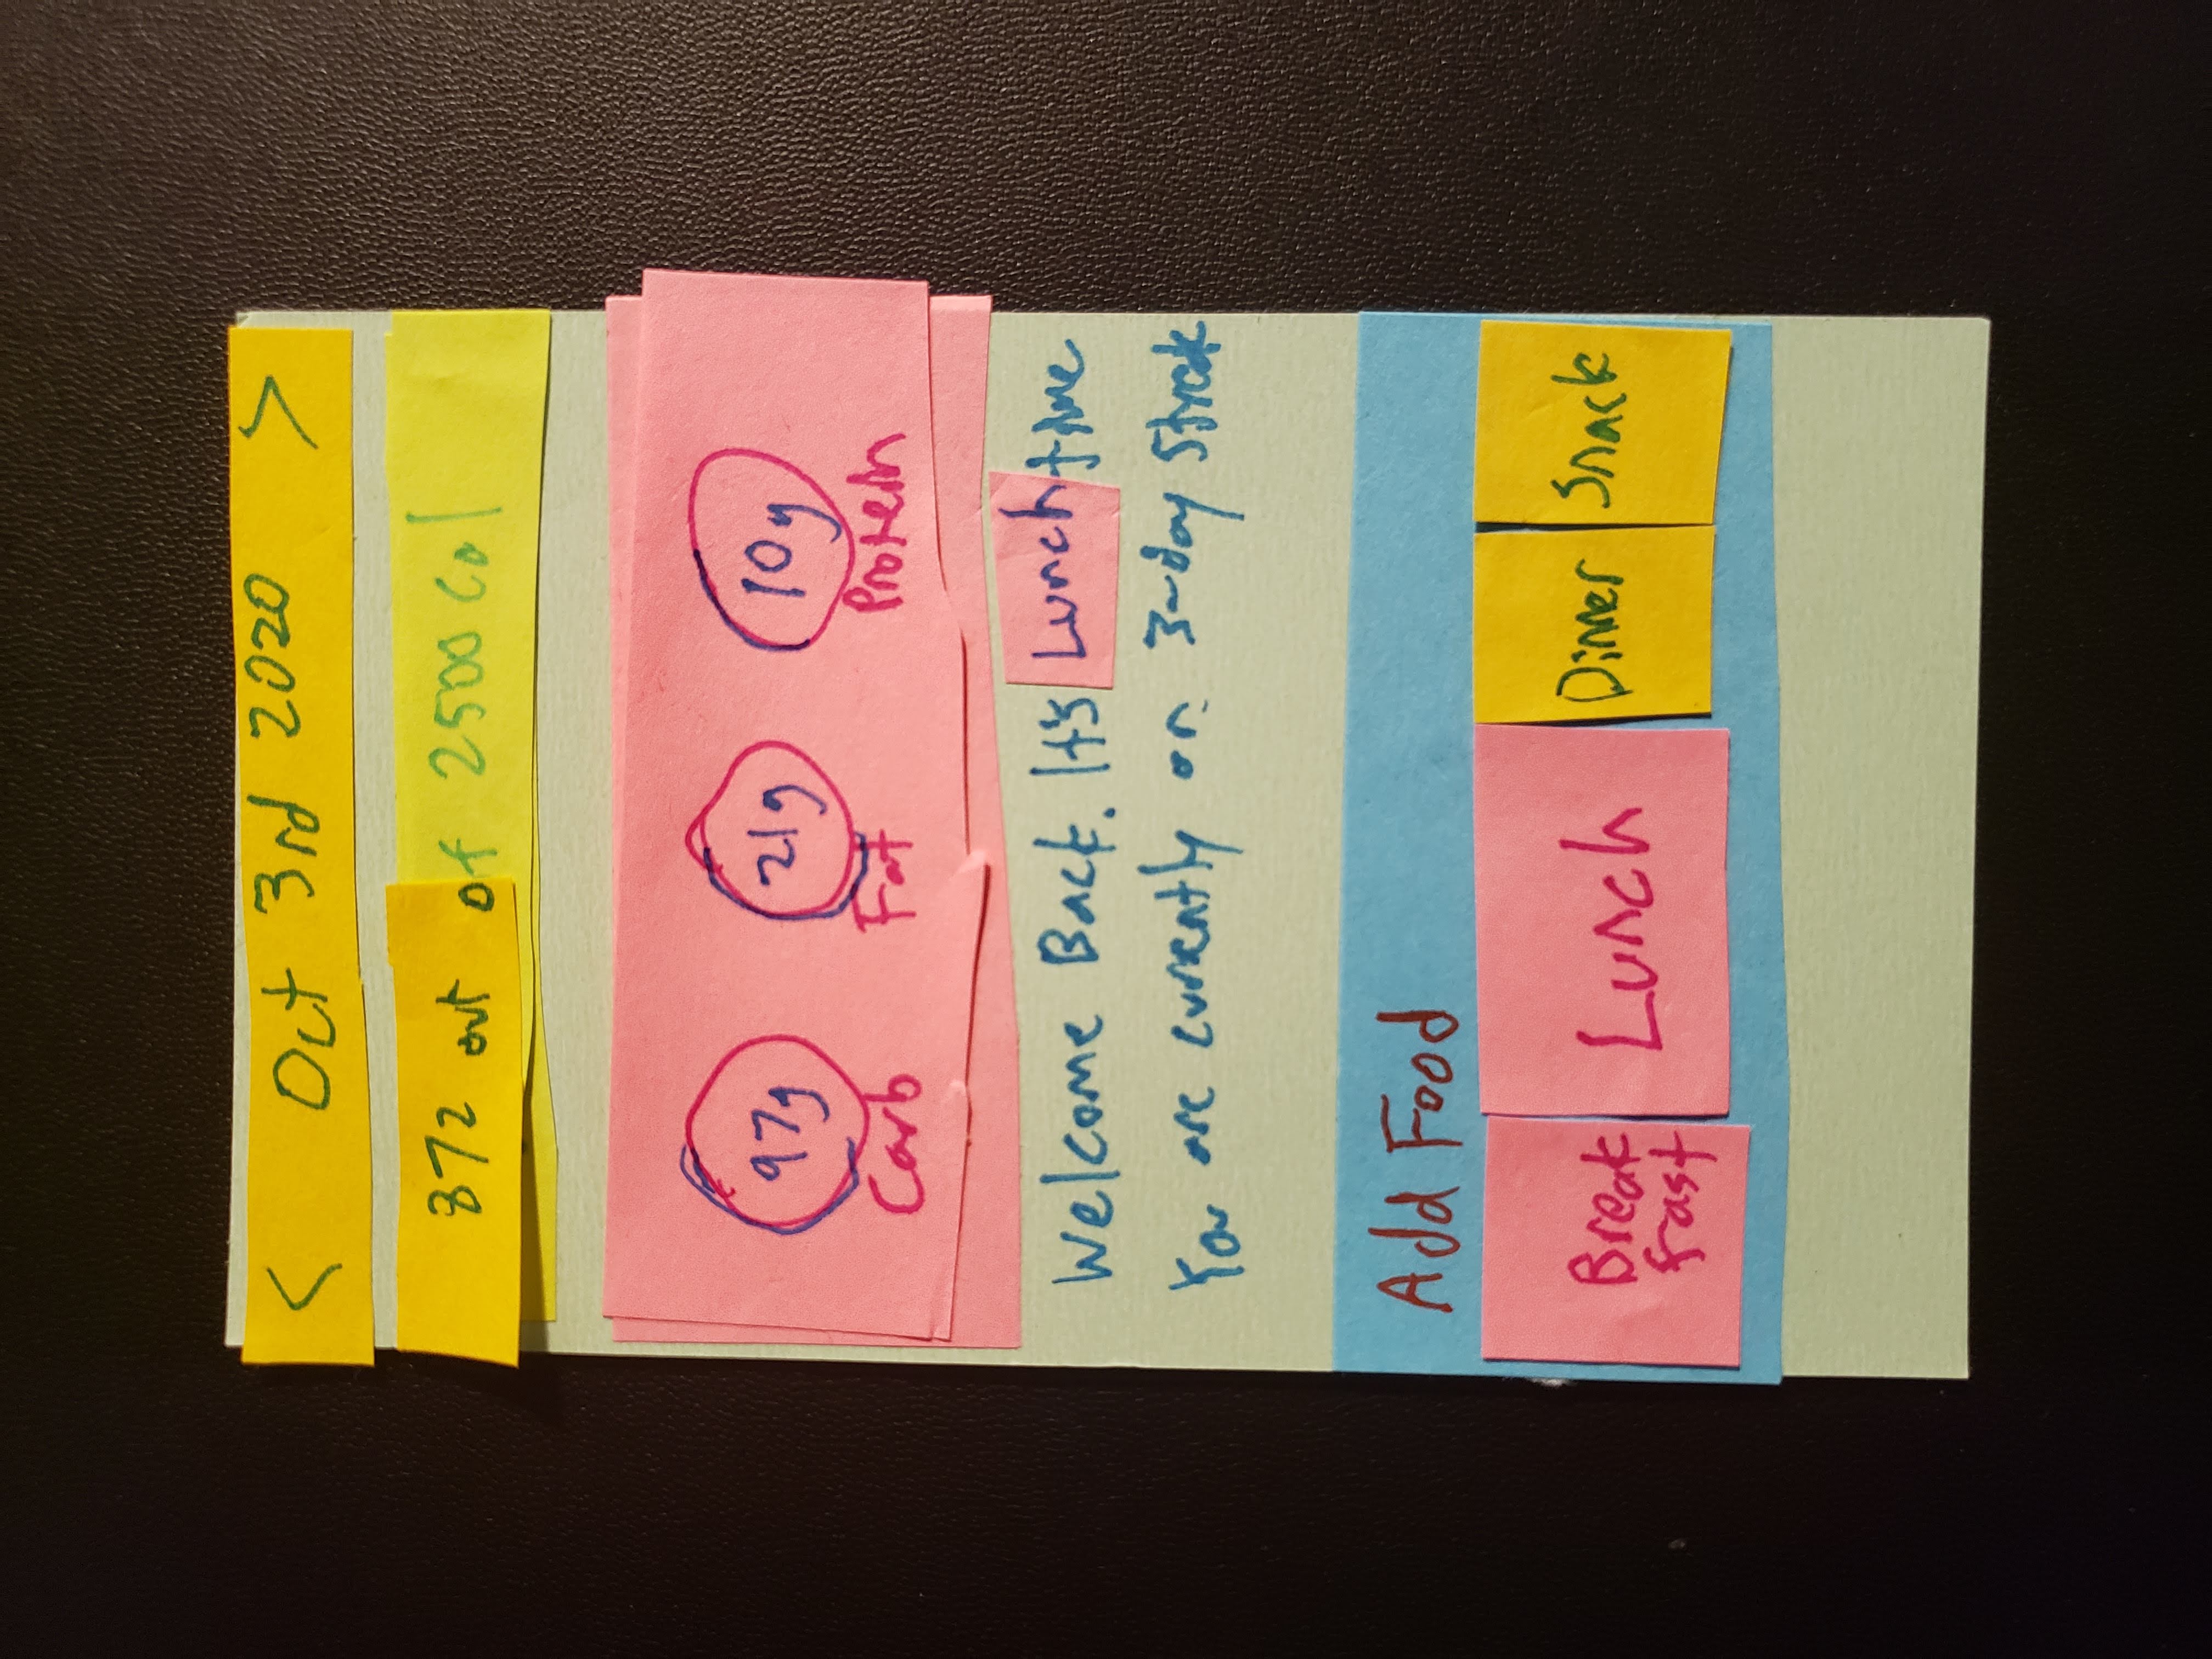 < Oct 3rd 2020 >
872 out of 2500 Cal
97g 21g 10g
Carb Fat Protein
Welcome Back. It's Lunch time
You are currently on 3-day Streak
Add Food
Break
fast
Lunch
Dinner
Snack